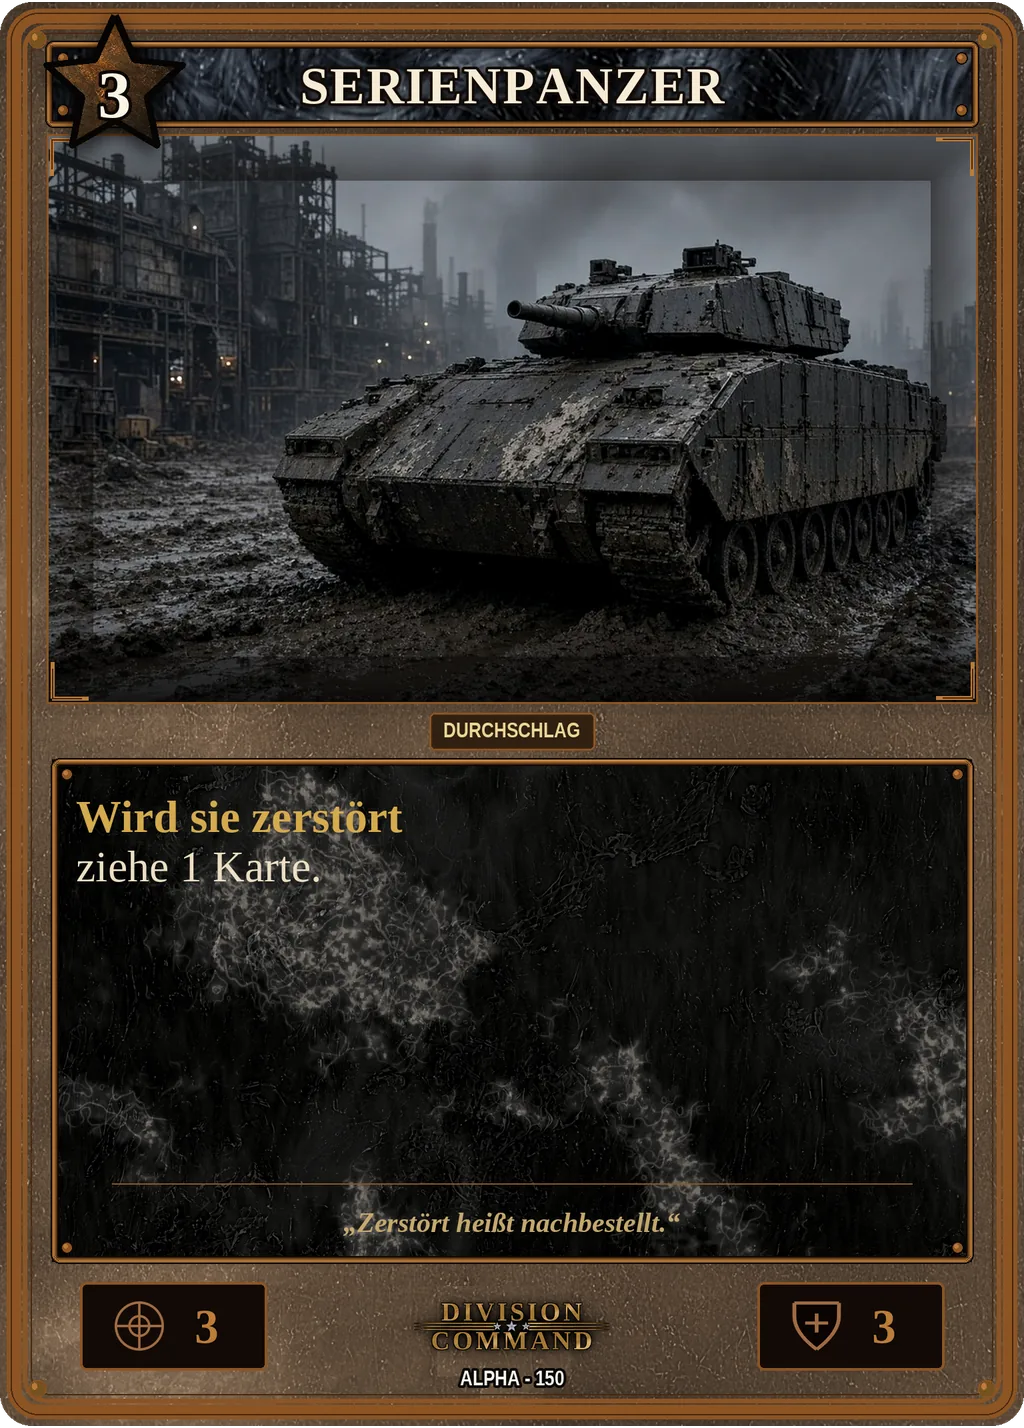 3
SERIENPANZER
DURCHSCHLAG
Wird sie zerstört
ziehe 1 Karte.
„Zerstört heißt nachbestellt.“
3
DIVISION
COMMAND
3
ALPHA - 150